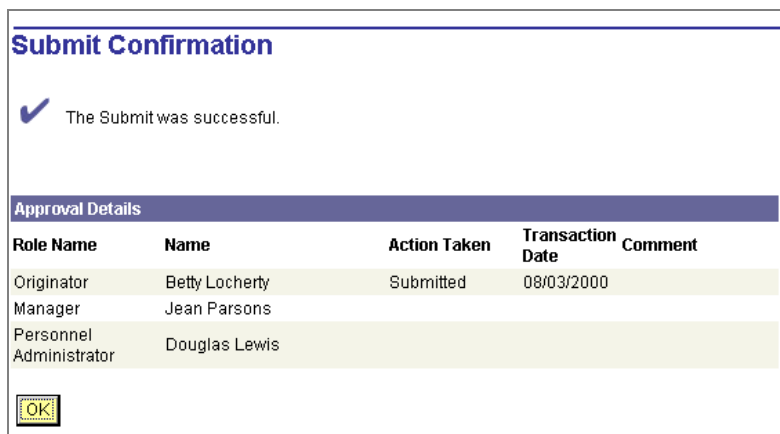 Submit Confirmation
The Submit was successful.
Approval Details
Role Name Name Action Taken Transaction Date Comment
Originator Betty Locherty Submitted 08/03/2000
Manager Jean Parsons
Personnel Administrator Douglas Lewis
OK